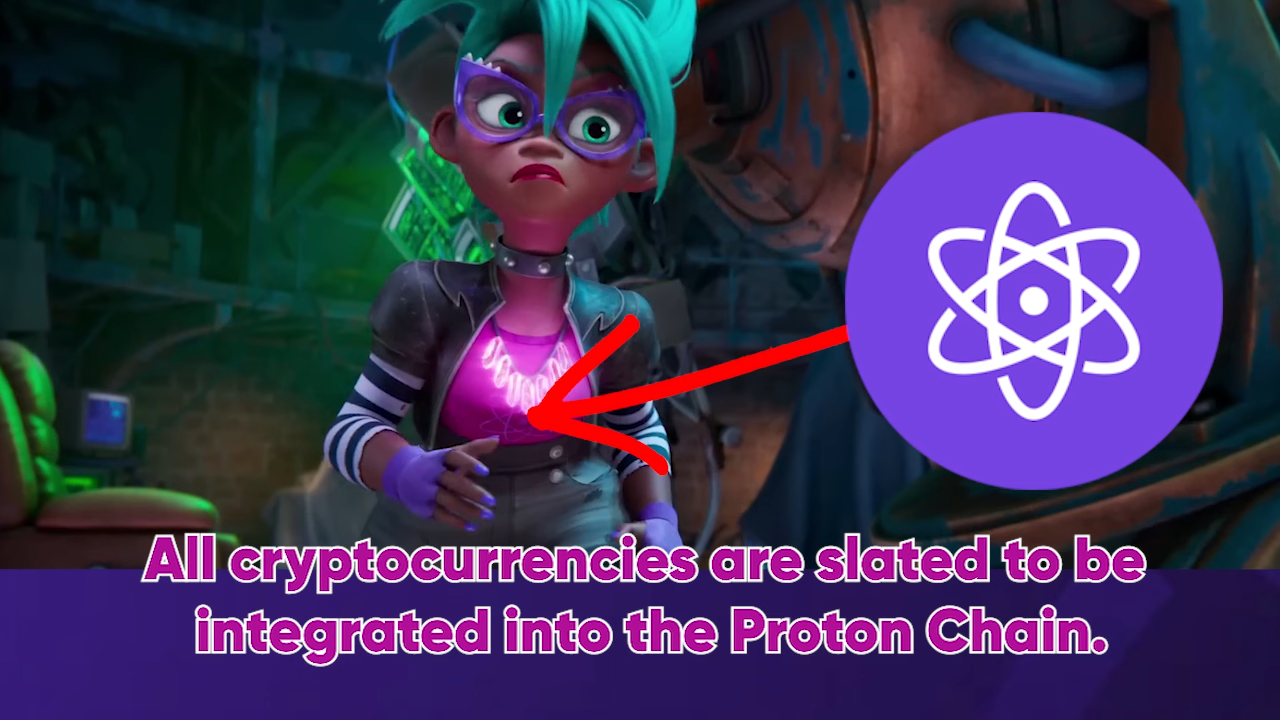 All cryptocurrencies are slated to be
integrated into the Proton Chain.